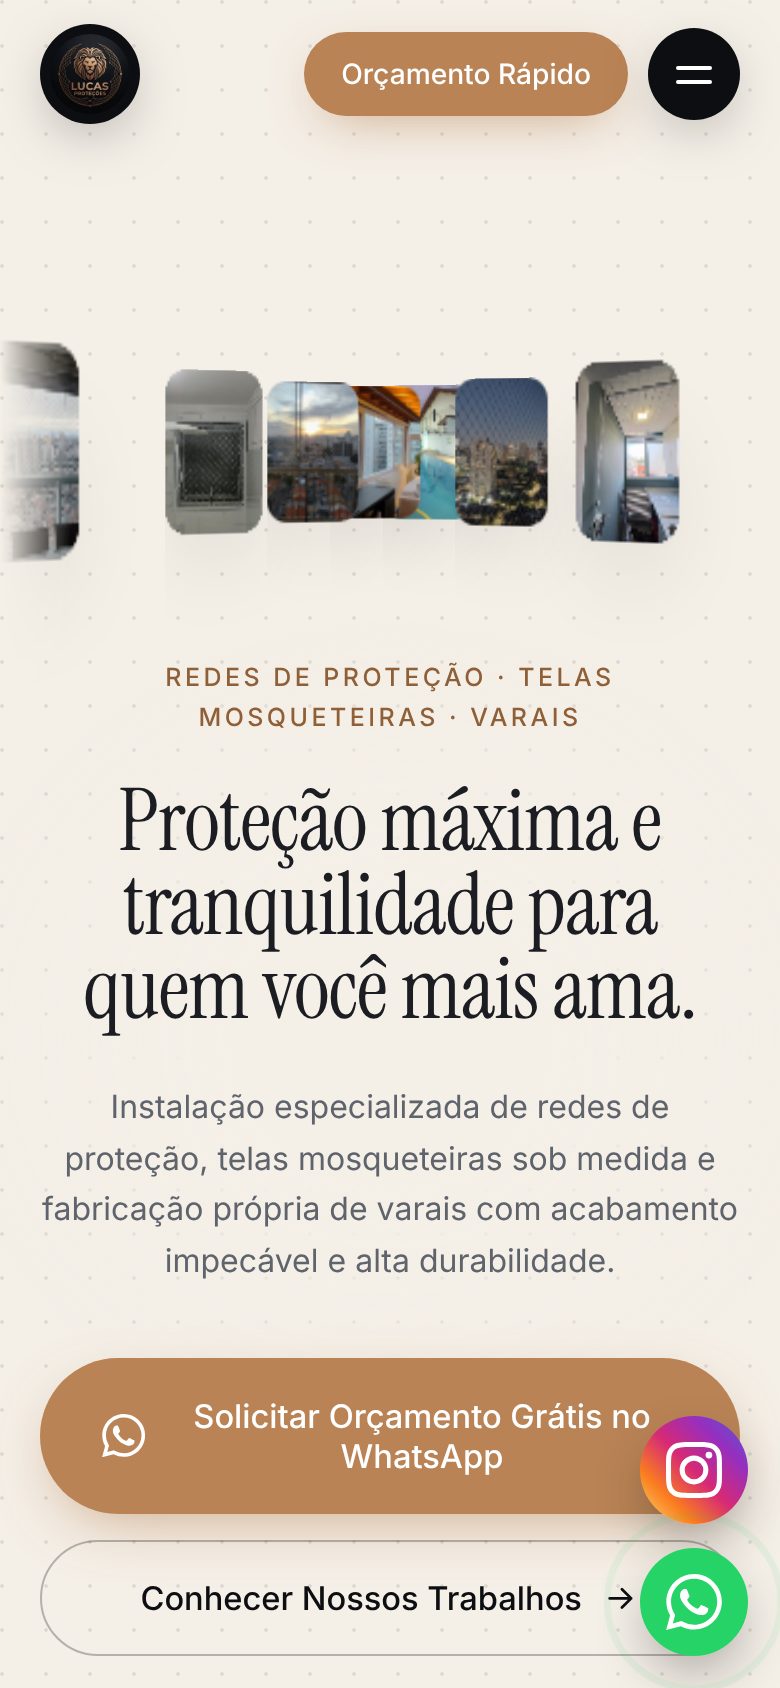 LUCAS
PROTEÇÕES
Orçamento Rápido
REDES DE PROTEÇÃO · TELAS
MOSQUETEIRAS · VARAIS
Proteção máxima e
tranquilidade para
quem você mais ama.
Instalação especializada de redes de
proteção, telas mosqueteiras sob medida e
fabricação própria de varais com acabamento
impecável e alta durabilidade.
Solicitar Orçamento Grátis no
WhatsApp
Conhecer Nossos Trabalhos →